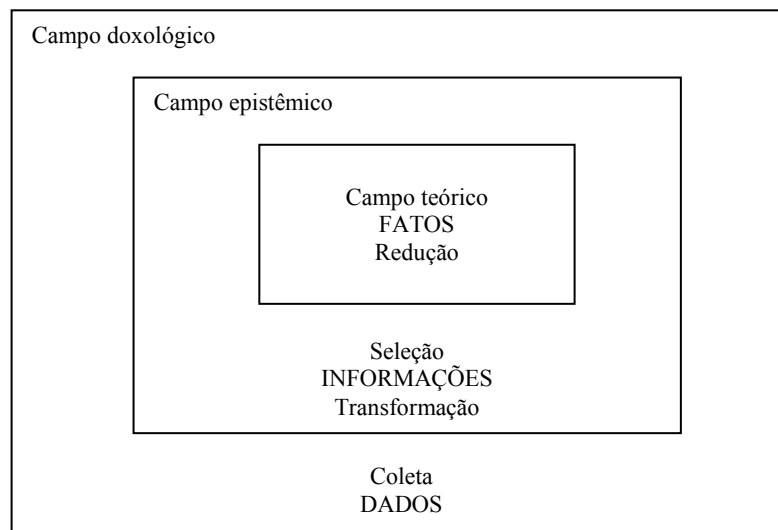 Campo doxológico
Campo epistêmico
Campo teórico
FATOS
Redução
Seleção
INFORMAÇÕES
Transformação
Coleta
DADOS